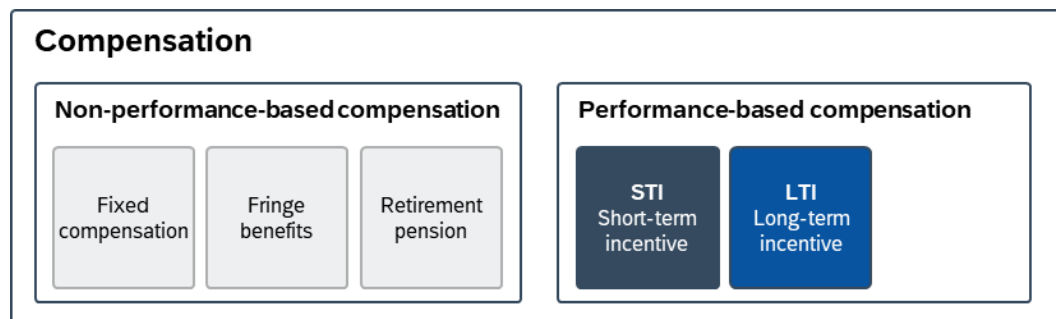 Compensation
Non-performance-based compensation
Fixed
compensation
Fringe
benefits
Retirement
pension
Performance-based compensation
STI
Short-term
incentive
LTI
Long-term
incentive